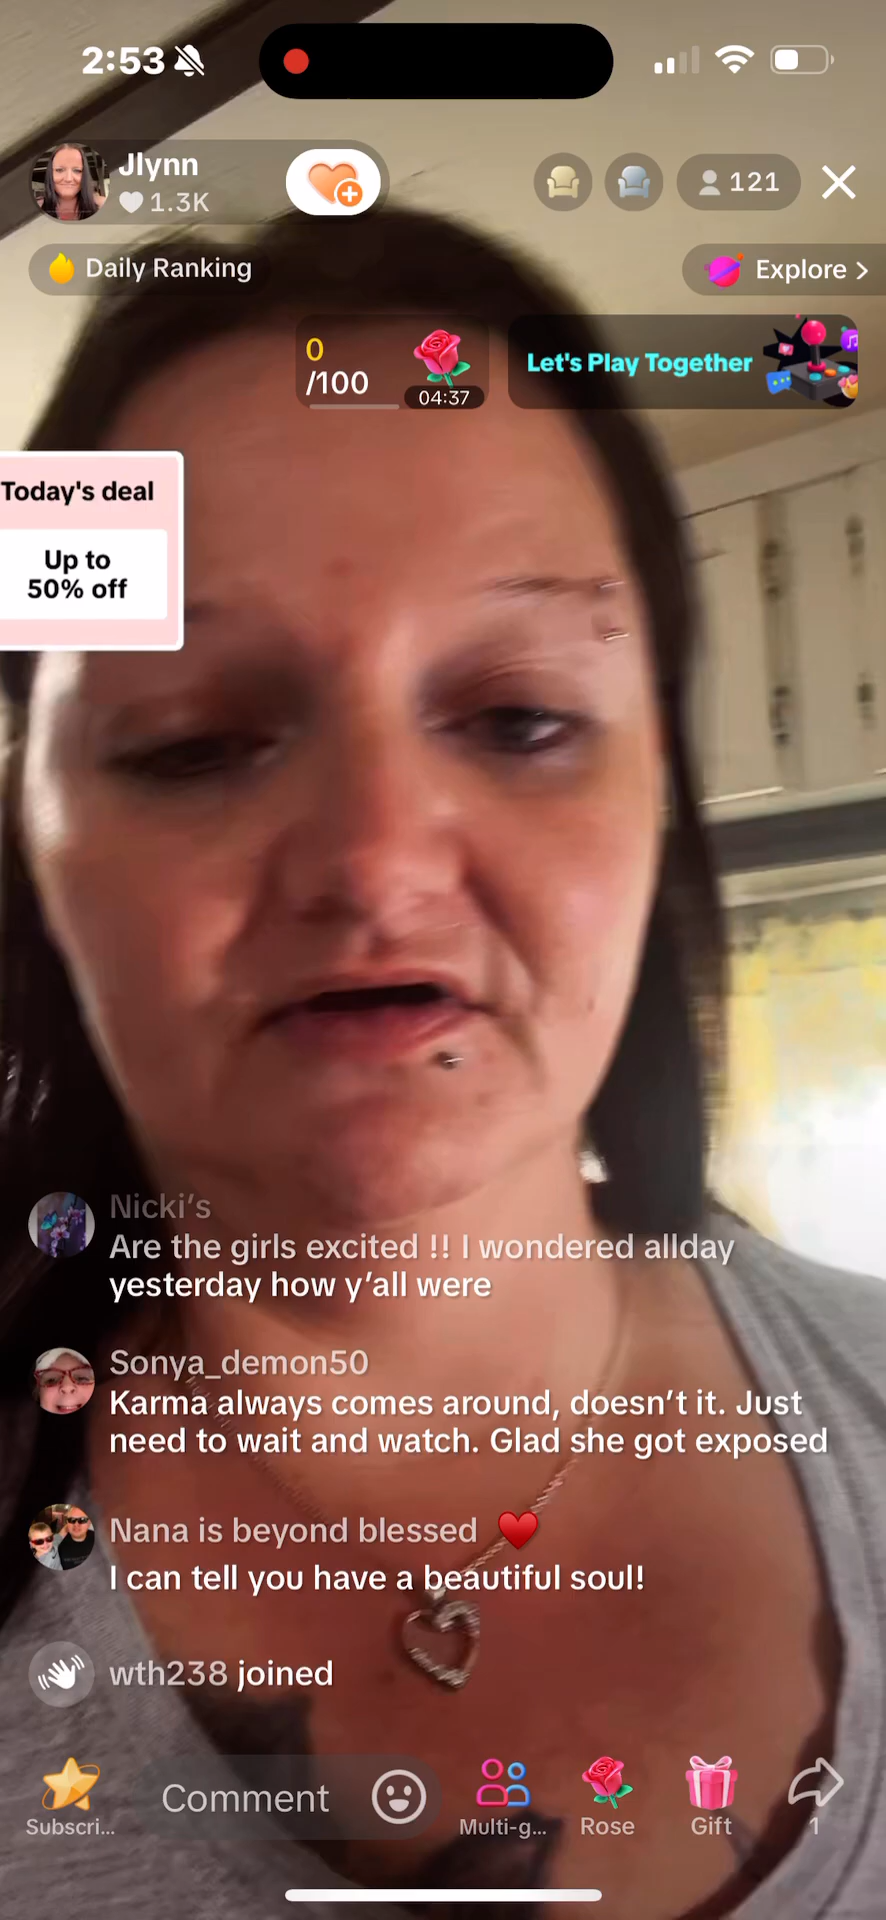 2:53
Jlynn
1.3K
121
Daily Ranking
Explore >
0
/100
04:37
Let's Play Together
Today's deal
Up to
50% off
Nicki's
Are the girls excited !! I wondered allday
yesterday how y'all were
Sonya_demon50
Karma always comes around, doesn't it. Just
need to wait and watch. Glad she got exposed
Nana is beyond blessed ❤️
I can tell you have a beautiful soul!
wth238 joined
Subscri...
Comment
Multi-g...
Rose
Gift
1